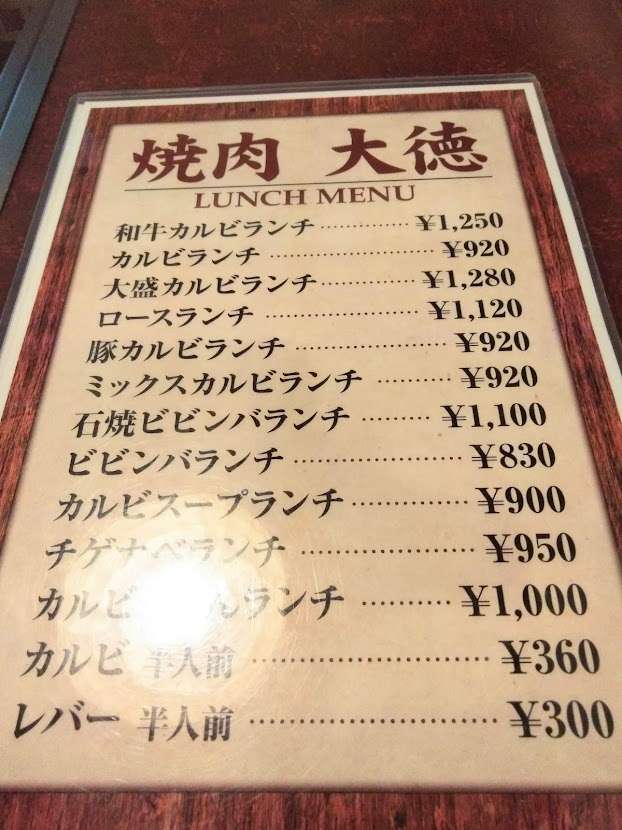 焼肉 大徳
LUNCH MENU
和牛カルビランチ ¥1,250
カルビランチ ¥920
大盛カルビランチ ¥1,280
ロースランチ ¥1,120
豚カルビランチ ¥920
ミックスカルビランチ ¥920
石焼ビビンバランチ ¥1,100
ビビンバランチ ¥830
カルビスープランチ ¥900
チゲナベランチ ¥950
¥1,000
カルビ 半人前 ¥360
レバー 半人前 ¥300